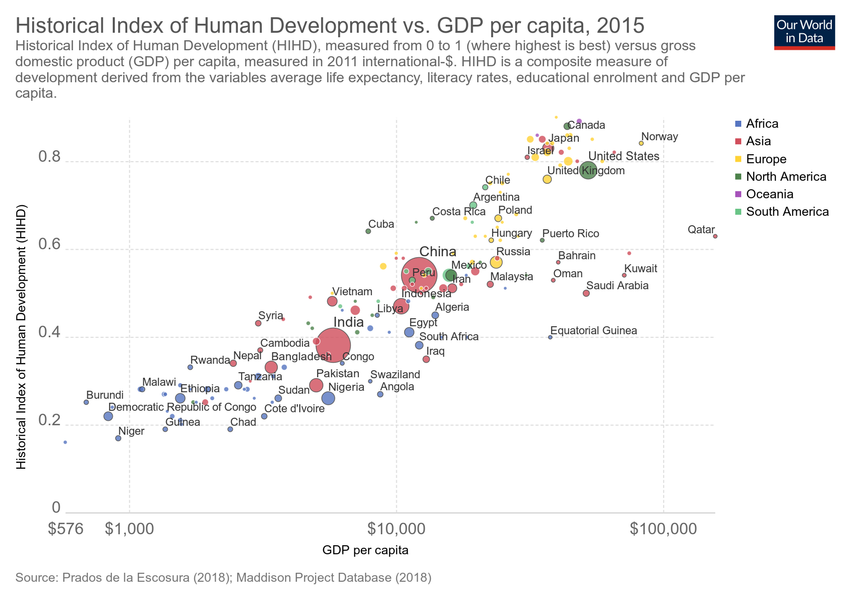 Historical Index of Human Development vs. GDP per capita, 2015
Our World
in Data
Historical Index of Human Development (HIHD), measured from 0 to 1 (where highest is best) versus gross
domestic product (GDP) per capita, measured in 2011 international-$. HIHD is a composite measure of
development derived from the variables average life expectancy, literacy rates, educational enrolment and GDP per
capita.
Africa
Asia
Europe
North America
Oceania
South America
Historical Index of Human Development (HIHD)
0.8
0.6
0.4
0.2
0
Canada
Japan
Norway
Israel
United States
United Kingdom
Chile
Argentina
Costa Rica
Poland
Cuba
Hungary
Puerto Rico
Qatar
China
Russia
Bahrain
Peru
Mexico
Iran
Malaysia
Oman
Kuwait
Saudi Arabia
Vietnam
Indonesia
Libya
Algeria
Syria
India
Egypt
South Africa
Equatorial Guinea
Cambodia
Iraq
Rwanda
Nepal
Bangladesh
Congo
Malawi
Tanzania
Pakistan
Swaziland
Burundi
Ethiopia
Sudan
Nigeria
Angola
Democratic Republic of Congo
Cote d'Ivoire
Niger
Guinea
Chad
$576
$1,000
$10,000
$100,000
GDP per capita
Source: Prados de la Escosura (2018); Maddison Project Database (2018)